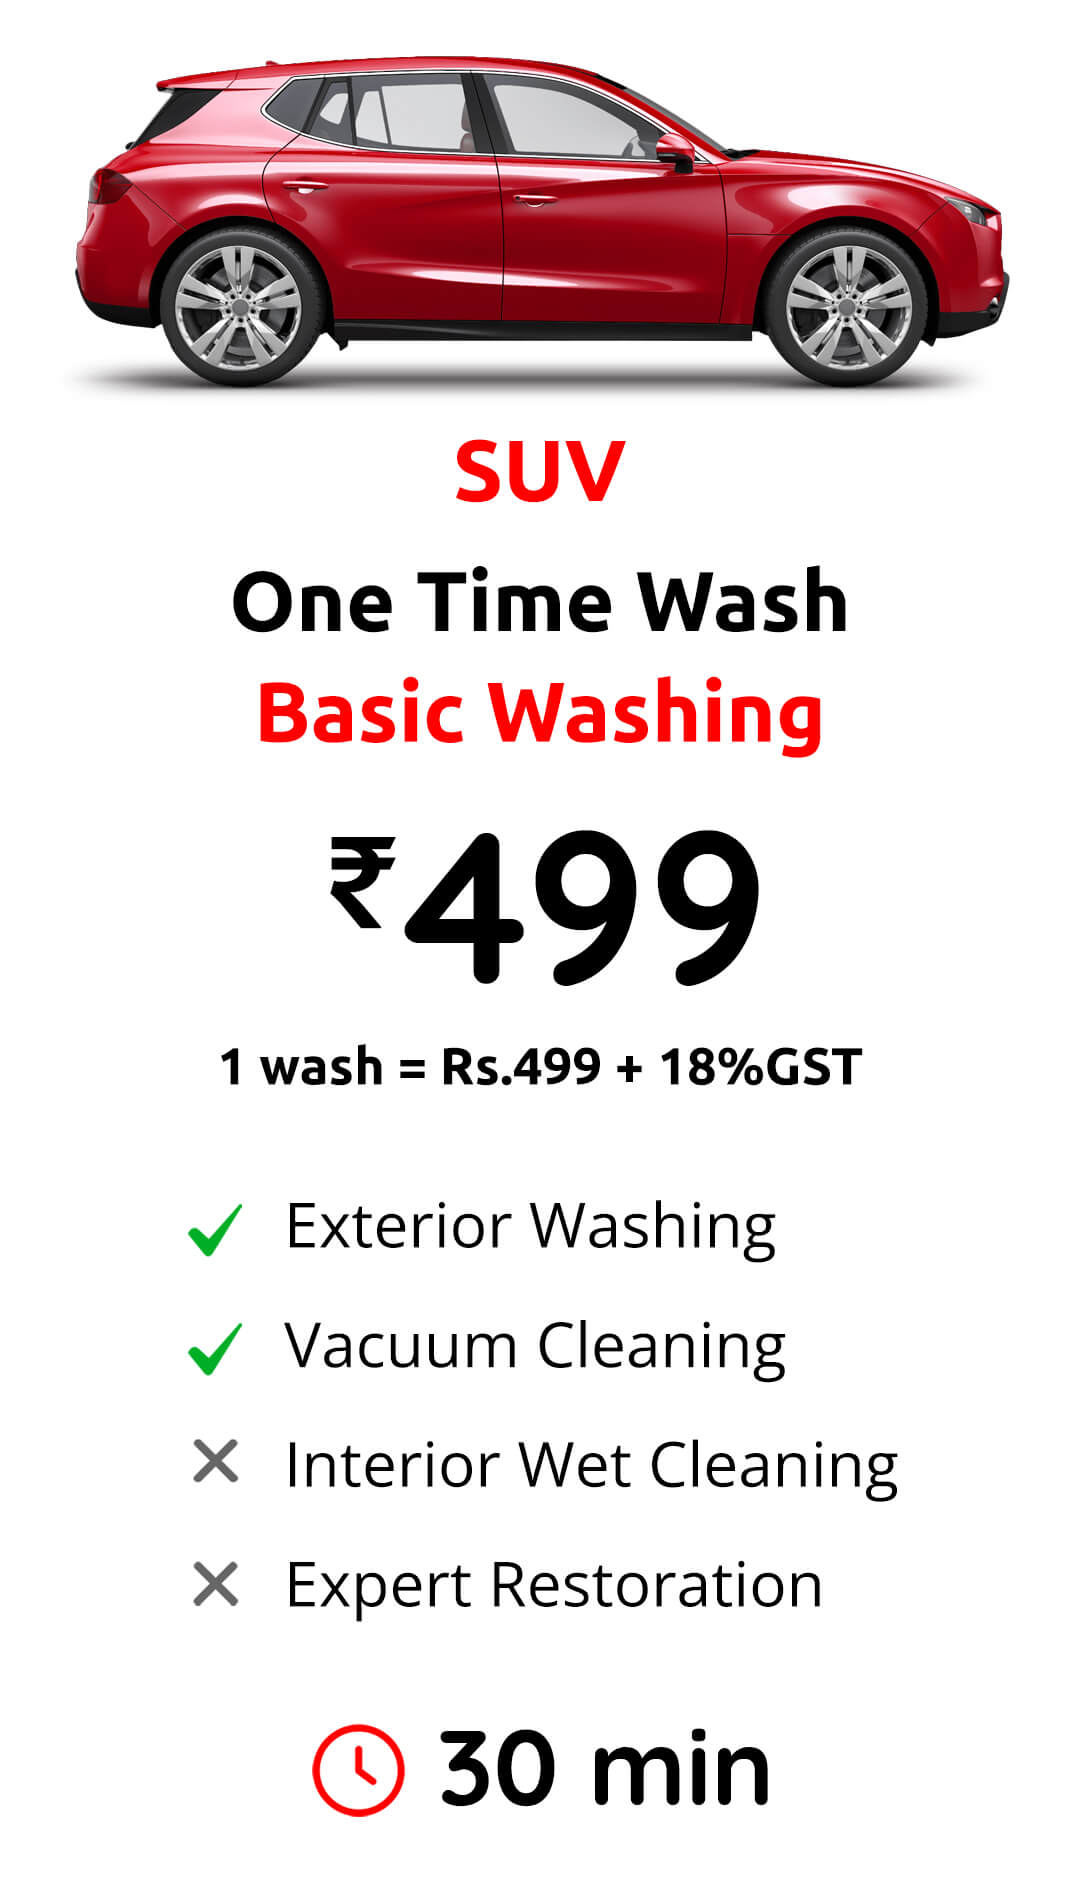 SUV
One Time Wash
Basic Washing
₹499
1 wash = Rs.499 + 18%GST
Exterior Washing
Vacuum Cleaning
Interior Wet Cleaning
Expert Restoration
30 min